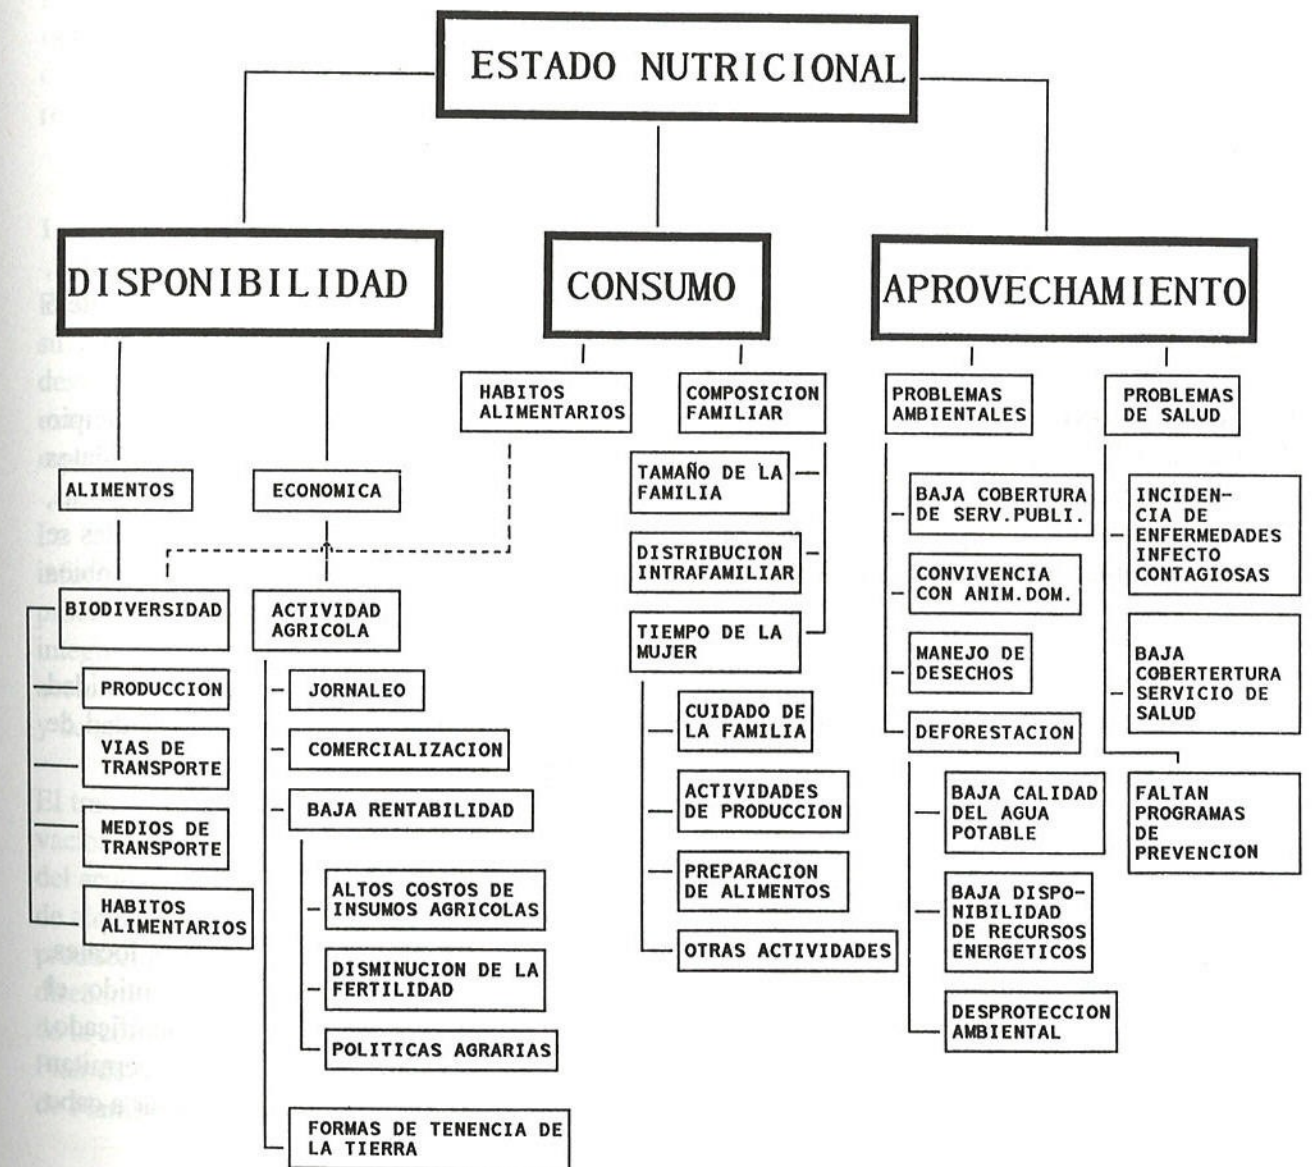 ESTADO NUTRICIONAL
DISPONIBILIDAD
CONSUMO
APROVECHAMIENTO
HABITOS
ALIMENTARIOS
COMPOSICION
FAMILIAR
PROBLEMAS
AMBIENTALES
PROBLEMAS
DE SALUD
ALIMENTOS
ECONOMICA
TAMAÑO DE LA
FAMILIA
DISTRIBUCION
INTRAFAMILIAR
TIEMPO DE LA
MUJER
BAJA COBERTURA
DE SERV.PUBLI.
CONVIVENCIA
CON ANIM.DOM.
MANEJO DE
DESECHOS
DEFORESTACION
INCIDEN-
CIA DE
ENFERMEDADES
INFECTO
CONTAGIOSAS
BAJA
COBERTERTURA
SERVICIO DE
SALUD
FALTAN
PROGRAMAS
DE
PREVENCION
BIODIVERSIDAD
PRODUCCION
VIAS DE
TRANSPORTE
MEDIOS DE
TRANSPORTE
HABITOS
ALIMENTARIOS
ACTIVIDAD
AGRICOLA
JORNALEO
COMERCIALIZACION
BAJA RENTABILIDAD
ALTOS COSTOS DE
INSUMOS AGRICOLAS
DISMINUCION DE LA
FERTILIDAD
POLITICAS AGRARIAS
FORMAS DE TENENCIA DE
LA TIERRA
CUIDADO DE
LA FAMILIA
ACTIVIDADES
DE PRODUCCION
PREPARACION
DE ALIMENTOS
OTRAS ACTIVIDADES
BAJA CALIDAD
DEL AGUA
POTABLE
BAJA DISPO-
NIBILIDAD
DE RECURSOS
ENERGETICOS
DESPROTECCION
AMBIENTAL